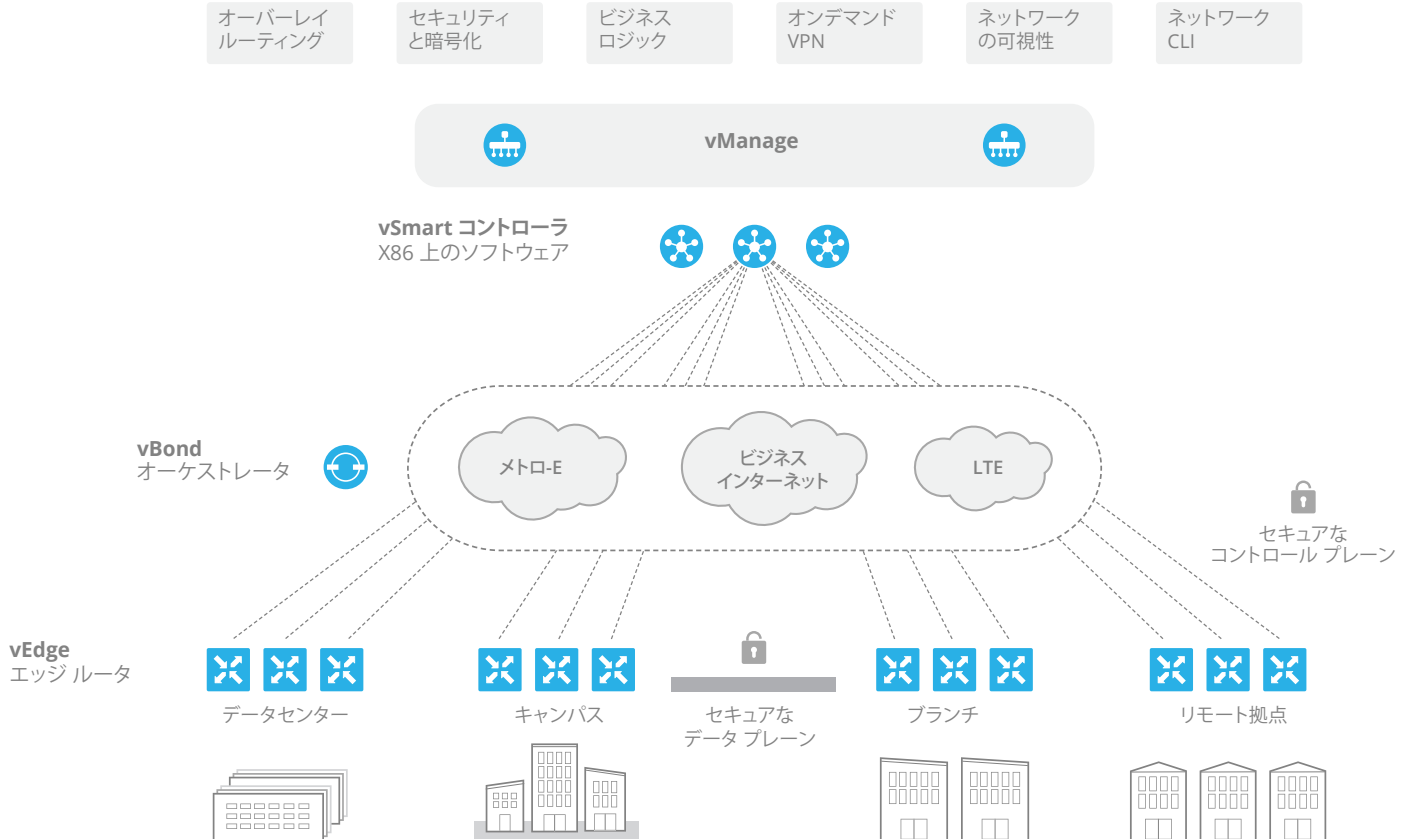 オーバーレイ
ルーティング
セキュリティ
と暗号化
ビジネス
ロジック
オンデマンド
VPN
ネットワーク
の可視性
ネットワーク
CLI
vManage
vSmart コントローラ
X86 上のソフトウェア
vBond
オーケストレータ
メトロ-E
ビジネス
インターネット
LTE
セキュアな
コントロール プレーン
vEdge
エッジ ルータ
データセンター
キャンパス
セキュアな
データ プレーン
ブランチ
リモート拠点